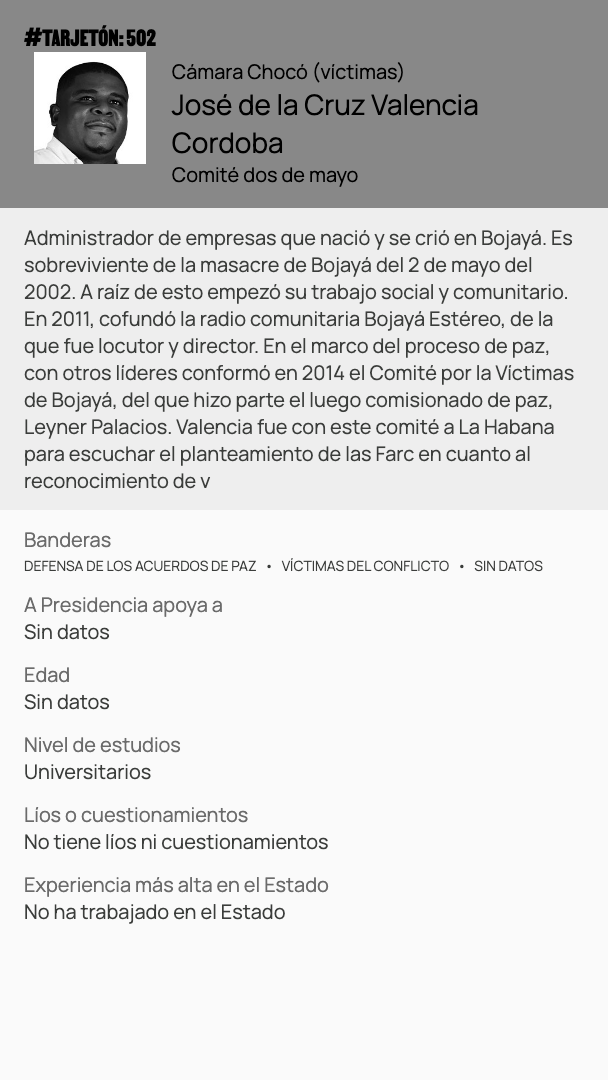 #TARJETÓN: 502
Cámara Chocó (víctimas)
José de la Cruz Valencia
Cordoba
Comité dos de mayo
Administrador de empresas que nació y se crió en Bojayá. Es
sobreviviente de la masacre de Bojayá del 2 de mayo del
2002. A raíz de esto empezó su trabajo social y comunitario.
En 2011, cofundó la radio comunitaria Bojayá Estéreo, de la
que fue locutor y director. En el marco del proceso de paz,
con otros líderes conformó en 2014 el Comité por la Víctimas
de Bojayá, del que hizo parte el luego comisionado de paz,
Leyner Palacios. Valencia fue con este comité a La Habana
para escuchar el planteamiento de las Farc en cuanto al
reconocimiento de v
Banderas
DEFENSA DE LOS ACUERDOS DE PAZ • VÍCTIMAS DEL CONFLICTO • SIN DATOS
A Presidencia apoya a
Sin datos
Edad
Sin datos
Nivel de estudios
Universitarios
Líos o cuestionamientos
No tiene líos ni cuestionamientos
Experiencia más alta en el Estado
No ha trabajado en el Estado